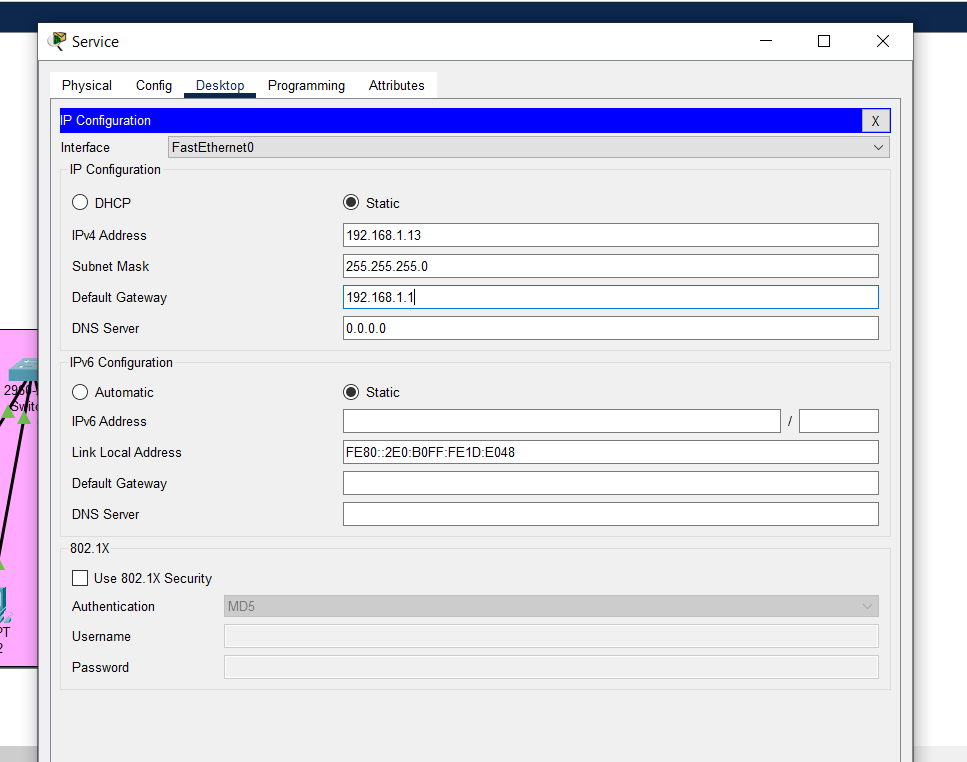 Service
Physical Config Desktop Programming Attributes
IP Configuration X
Interface FastEthernet0
IP Configuration
DHCP Static
IPv4 Address 192.168.1.13
Subnet Mask 255.255.255.0
Default Gateway 192.168.1.1
DNS Server 0.0.0.0
IPv6 Configuration
Automatic Static
IPv6 Address /
Link Local Address FE80::2E0:B0FF:FE1D:E048
Default Gateway
DNS Server
802.1X
Use 802.1X Security
Authentication MD5
Username
Password
PT
2